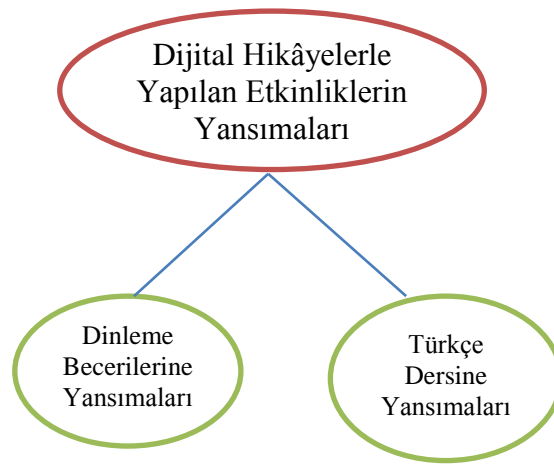 Dijital Hikâyelerle
Yapılan Etkinliklerin
Yansımaları
Dinleme
Becerilerine
Yansımaları
Türkçe
Dersine
Yansımaları